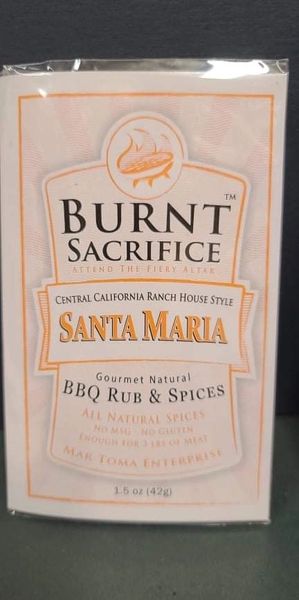 BURNT™
SACRIFICE
ATTEND THE FIERY ALTAR
CENTRAL CALIFORNIA RANCH HOUSE STYLE
SANTA MARIA
Gourmet Natural
BBQ RUB & SPICES
ALL NATURAL SPICES
NO MSG - NO GLUTEN
ENOUGH FOR 3 LBS OF MEAT
MAK TOMA ENTERPRISE
1.5 oz (42g)